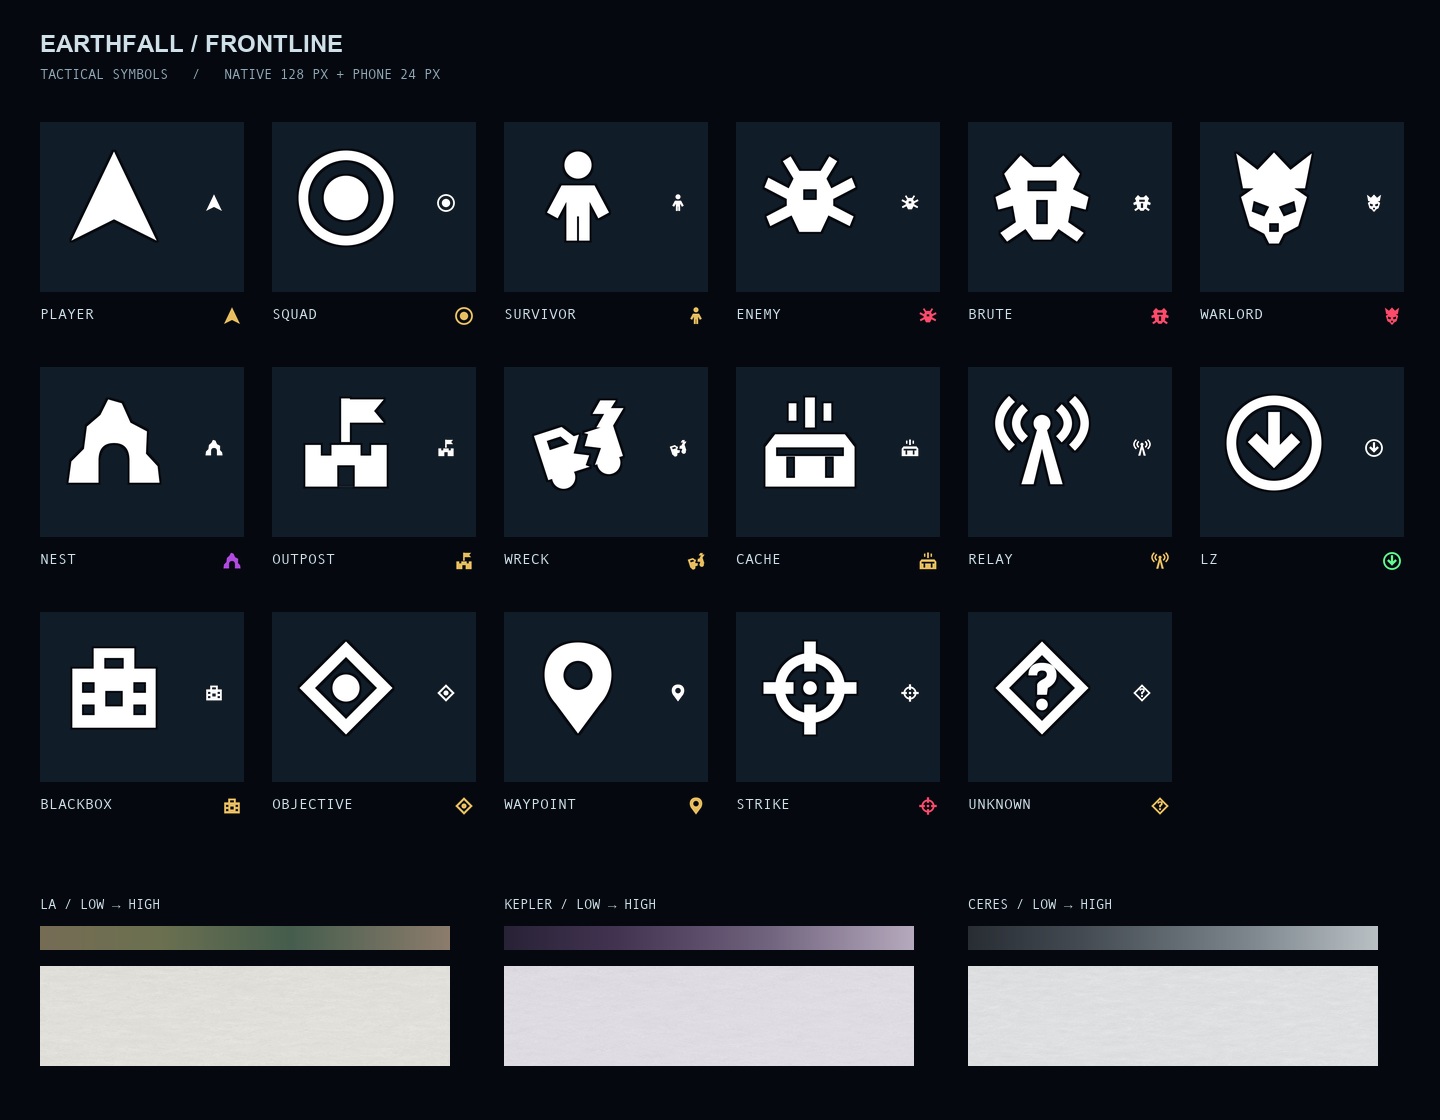 EARTHFALL / FRONTLINE
TACTICAL SYMBOLS / NATIVE 128 PX + PHONE 24 PX
PLAYER SQUAD SURVIVOR ENEMY BRUTE WARLORD
NEST OUTPOST WRECK CACHE RELAY LZ
? ?
BLACKBOX OBJECTIVE WAYPOINT STRIKE UNKNOWN ?
LA / LOW → HIGH KEPLER / LOW → HIGH CERES / LOW → HIGH